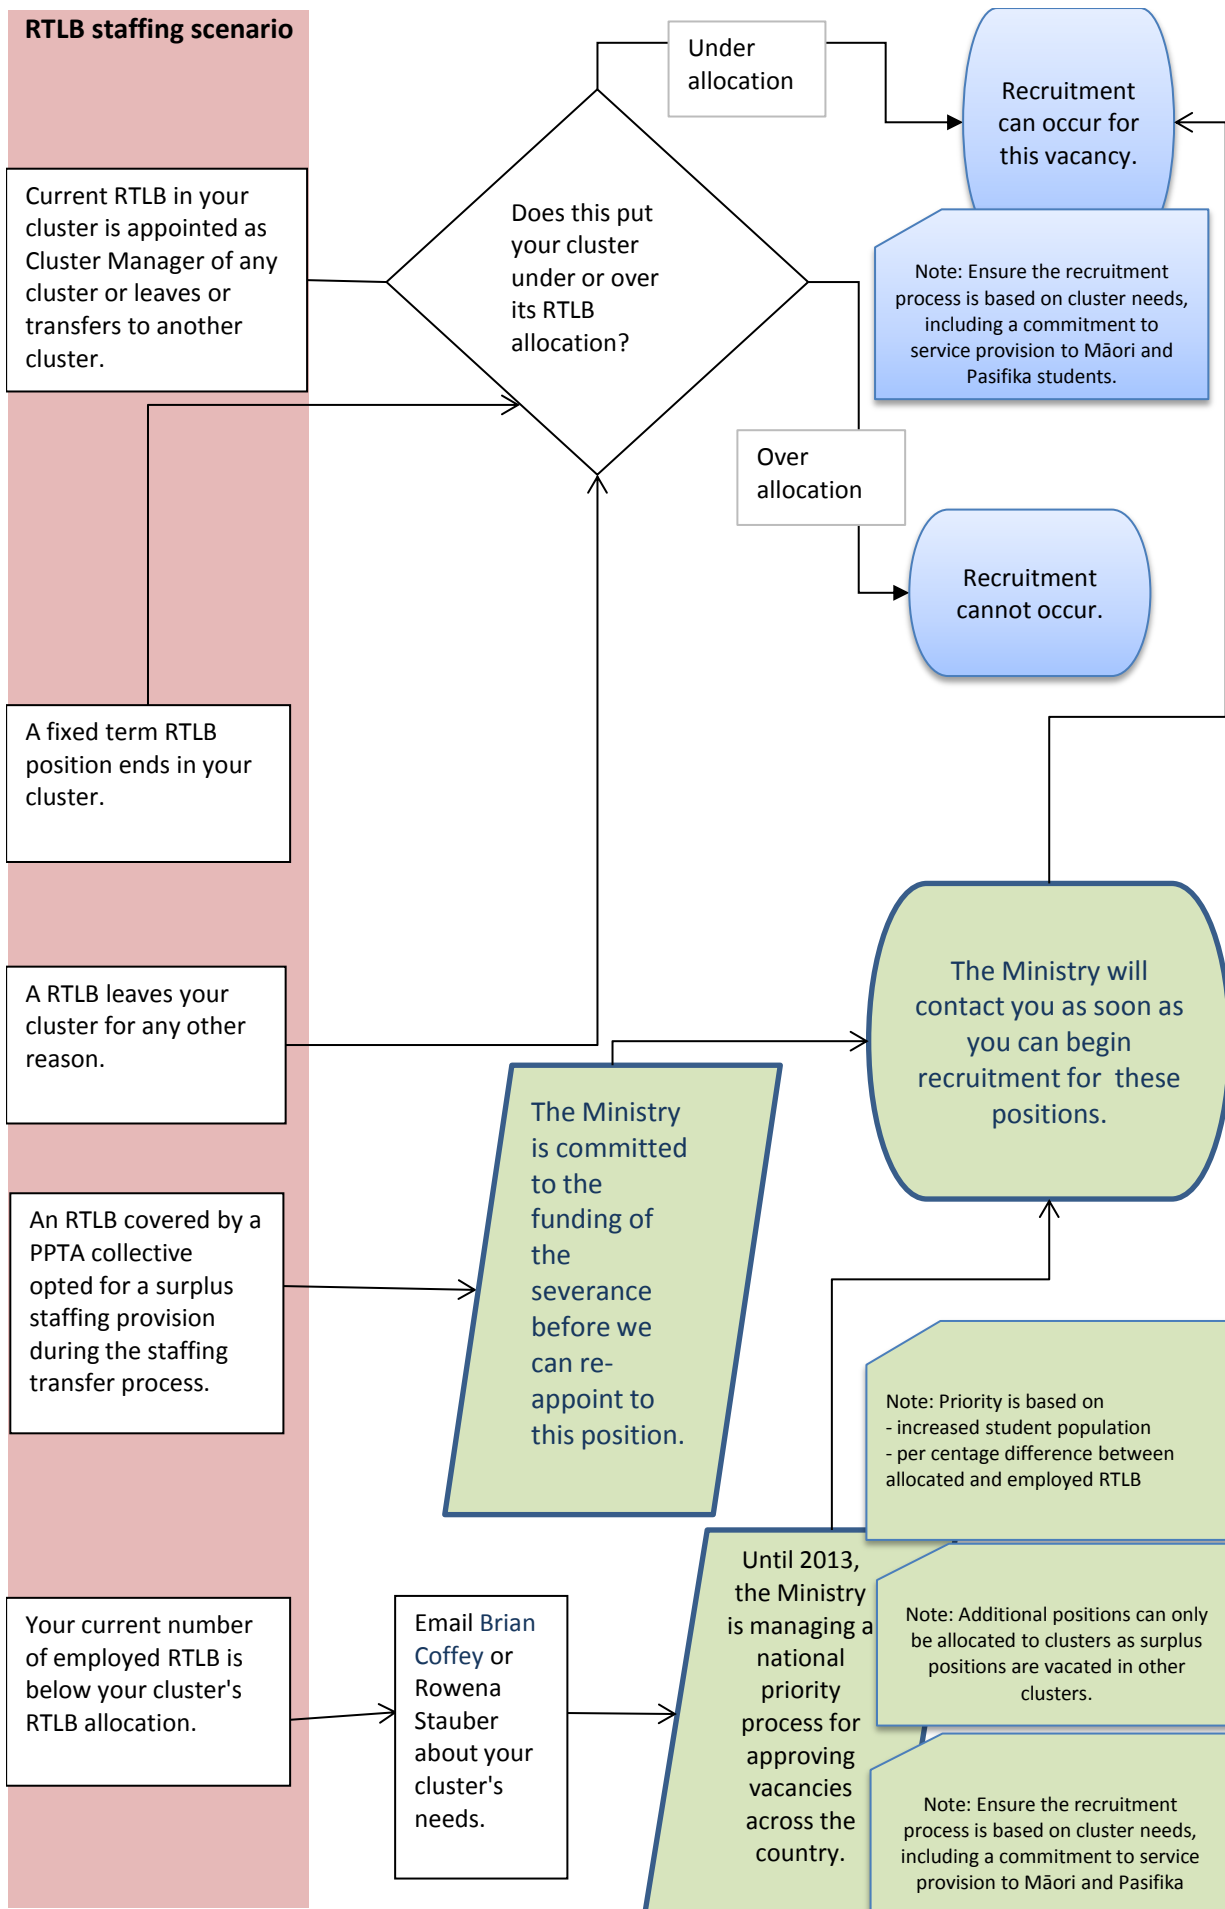 RTLB staffing scenario
Under
allocation
Recruitment
can occur for
this vacancy.
Current RTLB in your
cluster is appointed as
Cluster Manager of any
cluster or leaves or
transfers to another
cluster.
Does this put
your cluster
under or over
its RTLB
allocation?
Note: Ensure the recruitment
process is based on cluster needs,
including a commitment to
service provision to Māori and
Pasifika students.
Over
allocation
Recruitment
cannot occur.
A fixed term RTLB
position ends in your
cluster.
A RTLB leaves your
cluster for any other
reason.
The Ministry will
contact you as soon as
you can begin
recruitment for these
positions.
The Ministry
is committed
to the
funding of
the
severance
before we
can re-
appoint to
this position.
An RTLB covered by a
PPTA collective
opted for a surplus
staffing provision
during the staffing
transfer process.
Note: Priority is based on
- increased student population
- per centage difference between
allocated and employed RTLB
Your current number
of employed RTLB is
below your cluster's
RTLB allocation.
Email Brian
Coffey or
Rowena
Stauber
about your
cluster's
needs.
Until 2013,
the Ministry
is managing a
national
priority
process for
approving
vacancies
across the
country.
Note: Additional positions can only
be allocated to clusters as surplus
positions are vacated in other
clusters.
Note: Ensure the recruitment
process is based on cluster needs,
including a commitment to service
provision to Māori and Pasifika